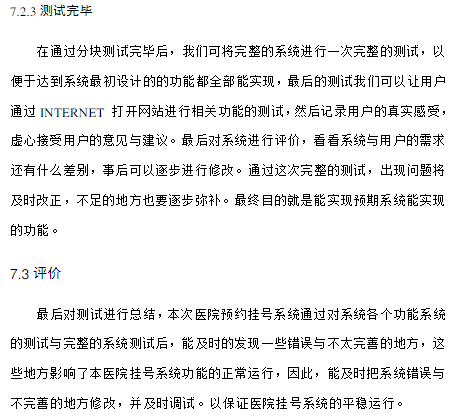 7.2.3 测试完毕
在通过分块测试完毕后，我们可将完整的系统进行一次完整的测试，以
便于达到系统最初设计的的功能都全部能实现，最后的测试我们可以让用户
通过 INTERNET 打开网站进行相关功能的测试，然后记录用户的真实感受，
虚心接受用户的意见与建议。最后对系统进行评价，看看系统与用户的需求
还有什么差别，事后可以逐步进行修改。通过这次完整的测试，出现问题将
及时改正，不足的地方也要逐步弥补。最终目的就是能实现预期系统能实现
的功能。
7.3 评价
最后对测试进行总结，本次医院预约挂号系统通过对系统各个功能系统
的测试与完整的系统测试后，能及时的发现一些错误与不太完善的地方，这
些地方影响了本医院挂号系统功能的正常运行，因此，能及时把系统错误与
不完善的地方修改，并及时调试。以保证医院挂号系统的平稳运行。